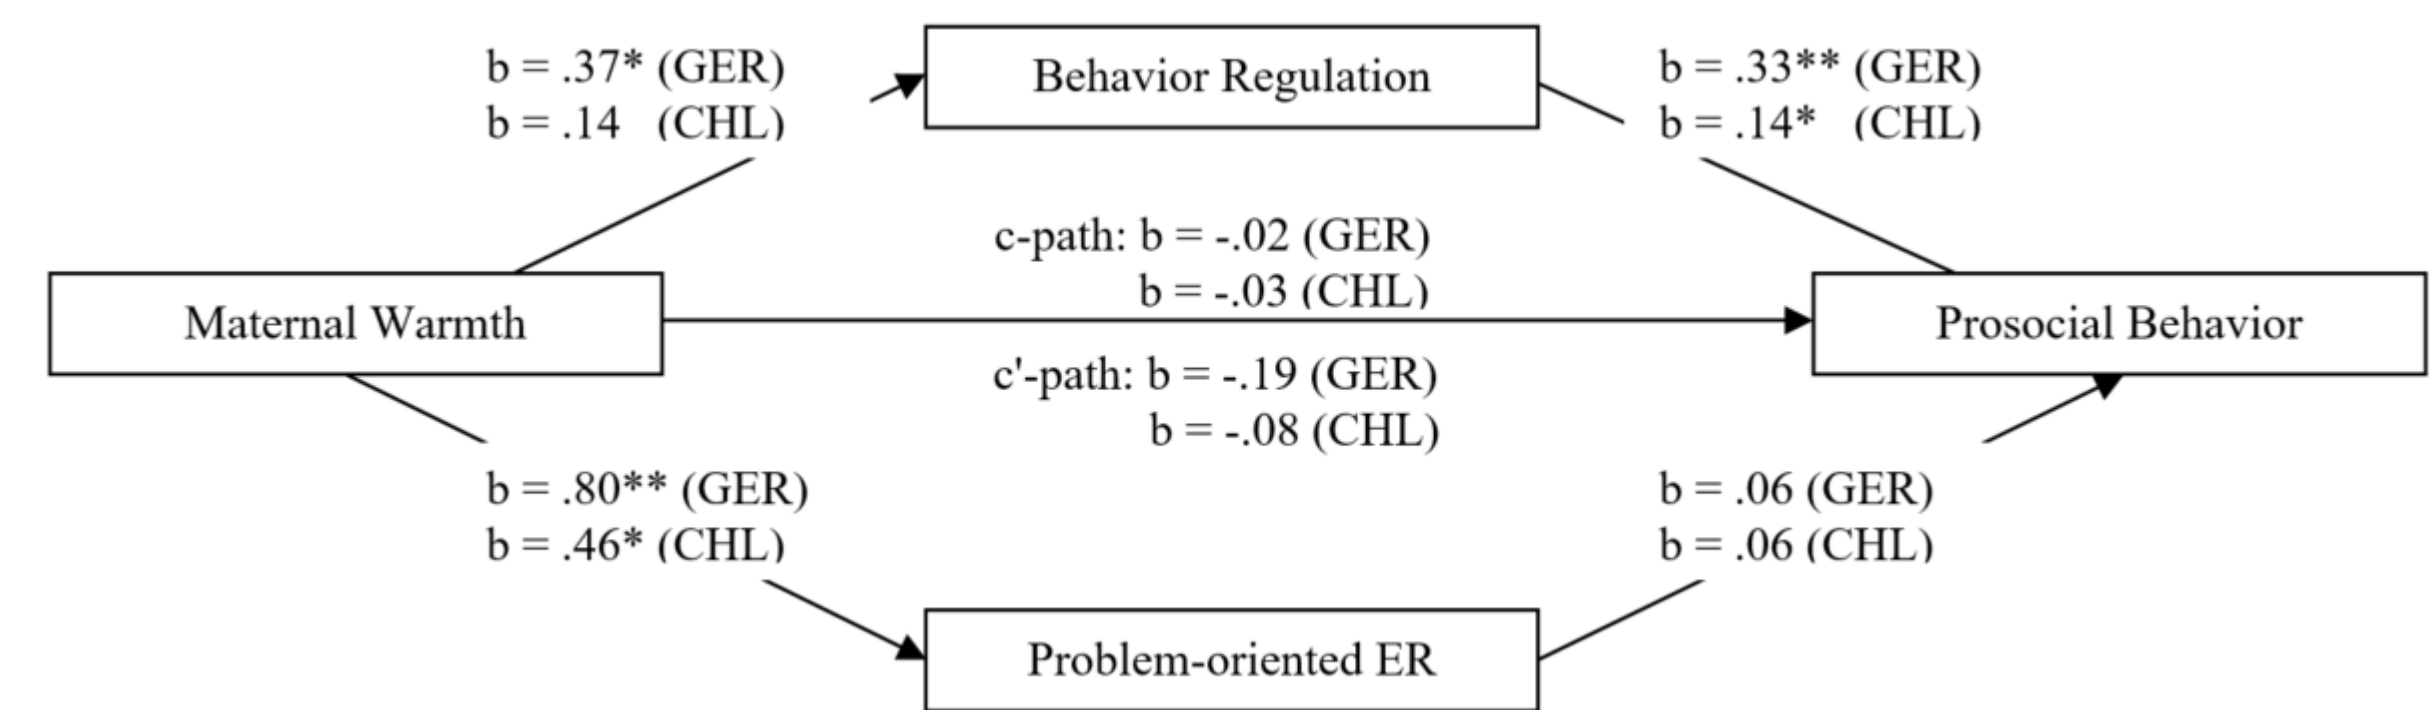 b = .37* (GER)
b = .14 (CHL)
Behavior Regulation
b = .33** (GER)
b = .14* (CHL)
c-path: b = -.02 (GER)
b = -.03 (CHL)
Maternal Warmth
Prosocial Behavior
c'-path: b = -.19 (GER)
b = -.08 (CHL)
b = .80** (GER)
b = .46* (CHL)
b = .06 (GER)
b = .06 (CHL)
Problem-oriented ER